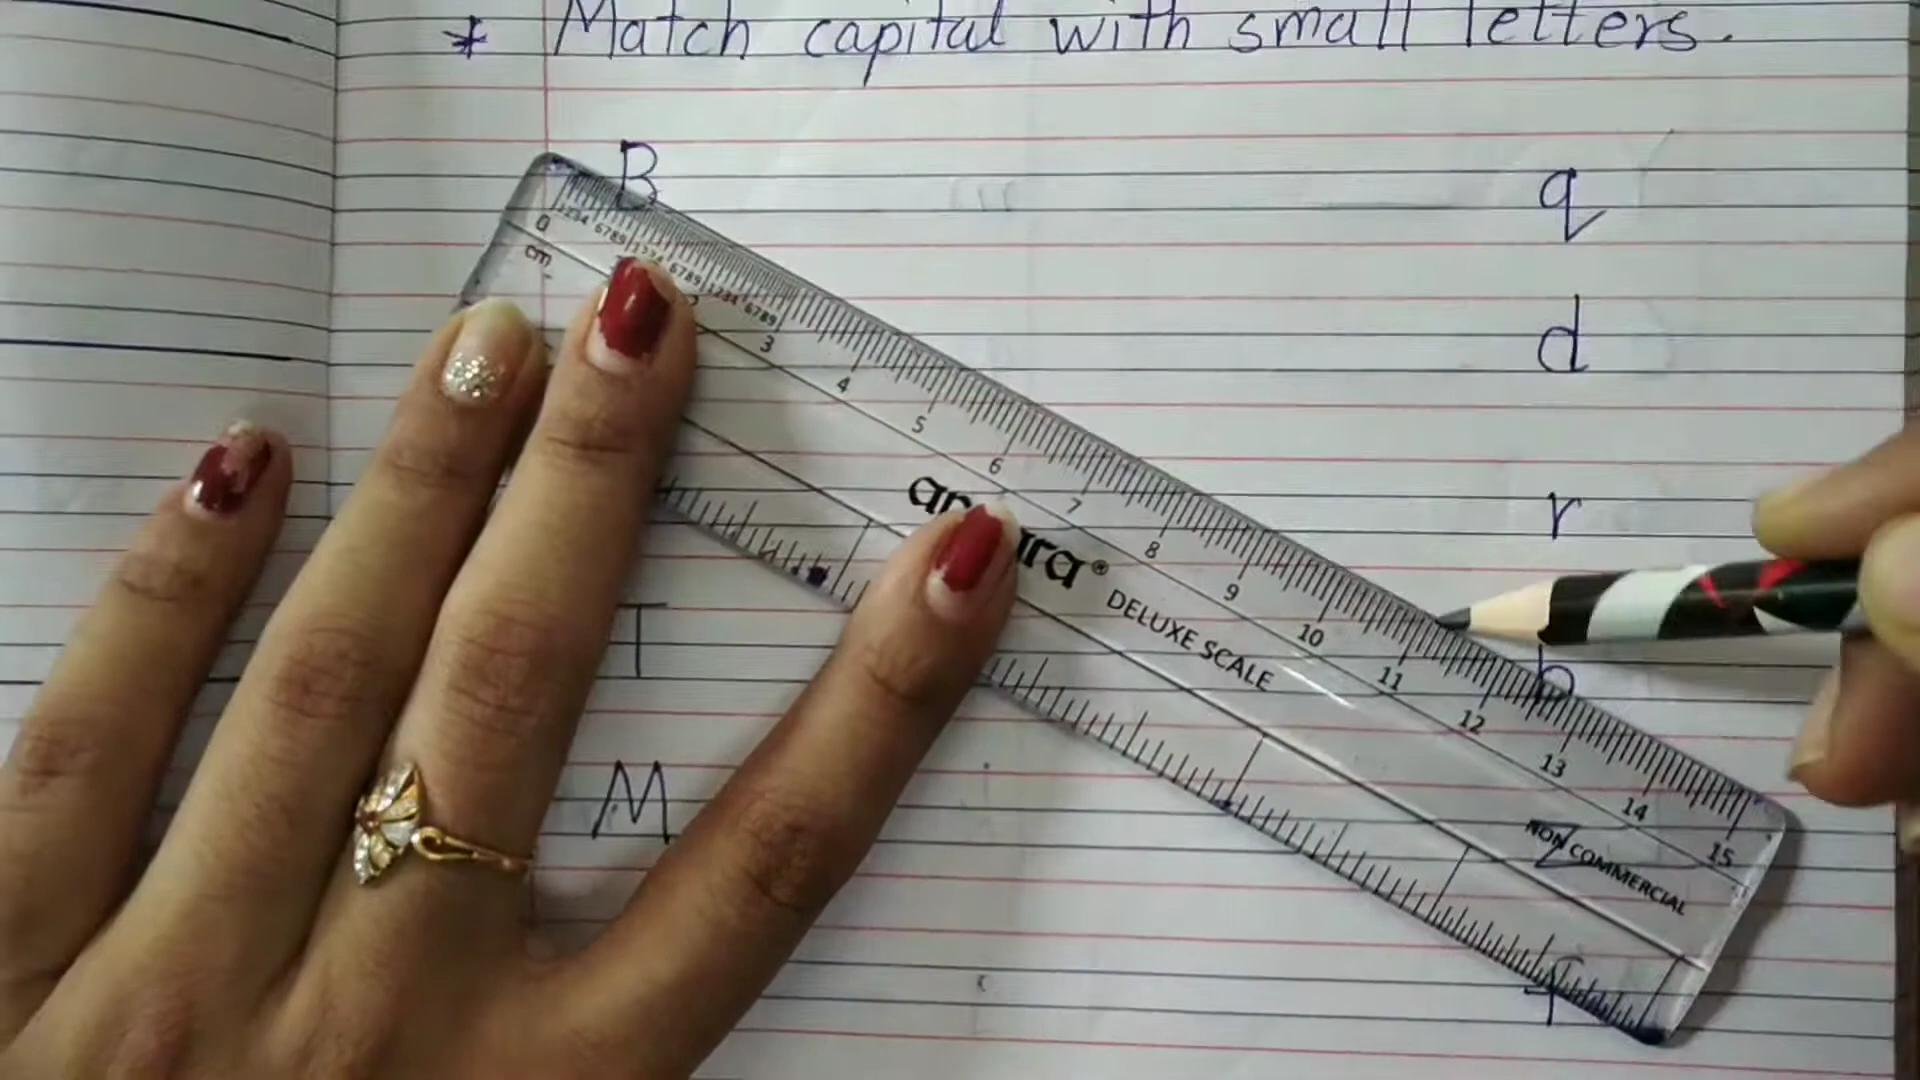 * Match capital with small letters.
B q
d
r
T b
M z
f
0 3 4 5 6 7 8 9 10 11 12 13 14 15
cm
DELUXE SCALE
NON COMMERCIAL